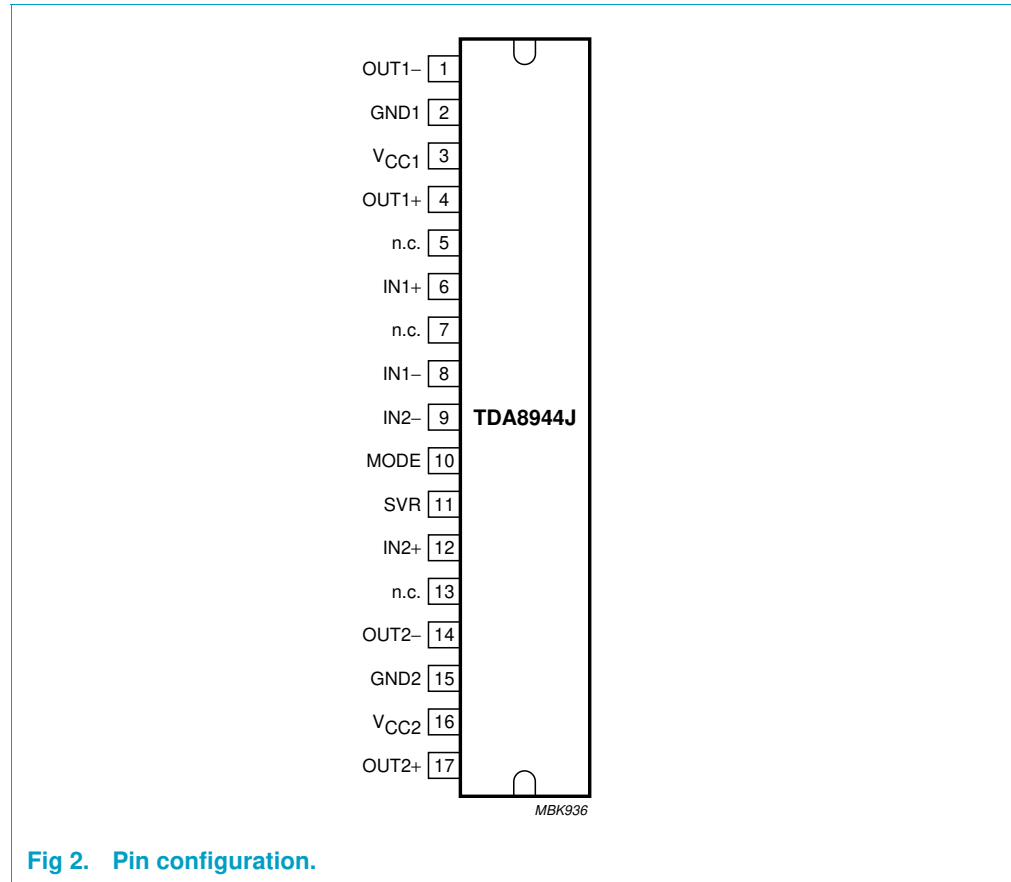 OUT1− 1
GND1 2
VCC1 3
OUT1+ 4
n.c. 5
IN1+ 6
n.c. 7
IN1− 8
IN2− 9 TDA8944J
MODE 10
SVR 11
IN2+ 12
n.c. 13
OUT2− 14
GND2 15
VCC2 16
OUT2+ 17
MBK936
Fig 2. Pin configuration.